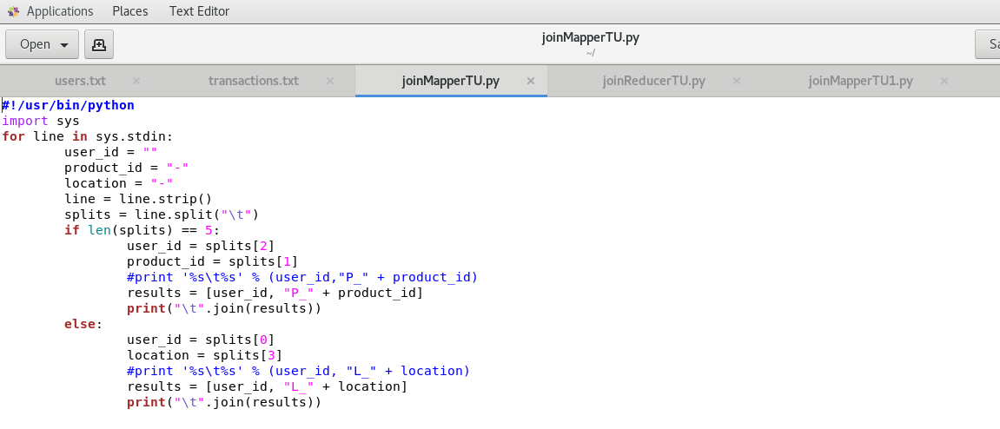 Applications Places Text Editor
Open joinMapperTU.py
~/
users.txt × transactions.txt × joinMapperTU.py × joinReducerTU.py × joinMapperTU1.py ×
#!/usr/bin/python
import sys
for line in sys.stdin:
        user_id = ""
        product_id = "-"
        location = "-"
        line = line.strip()
        splits = line.split("\t")
        if len(splits) == 5:
                user_id = splits[2]
                product_id = splits[1]
                #print '%s\t%s' % (user_id,"P_" + product_id)
                results = [user_id, "P_" + product_id]
                print("\t".join(results))
        else:
                user_id = splits[0]
                location = splits[3]
                #print '%s\t%s' % (user_id, "L_" + location)
                results = [user_id, "L_" + location]
                print("\t".join(results))